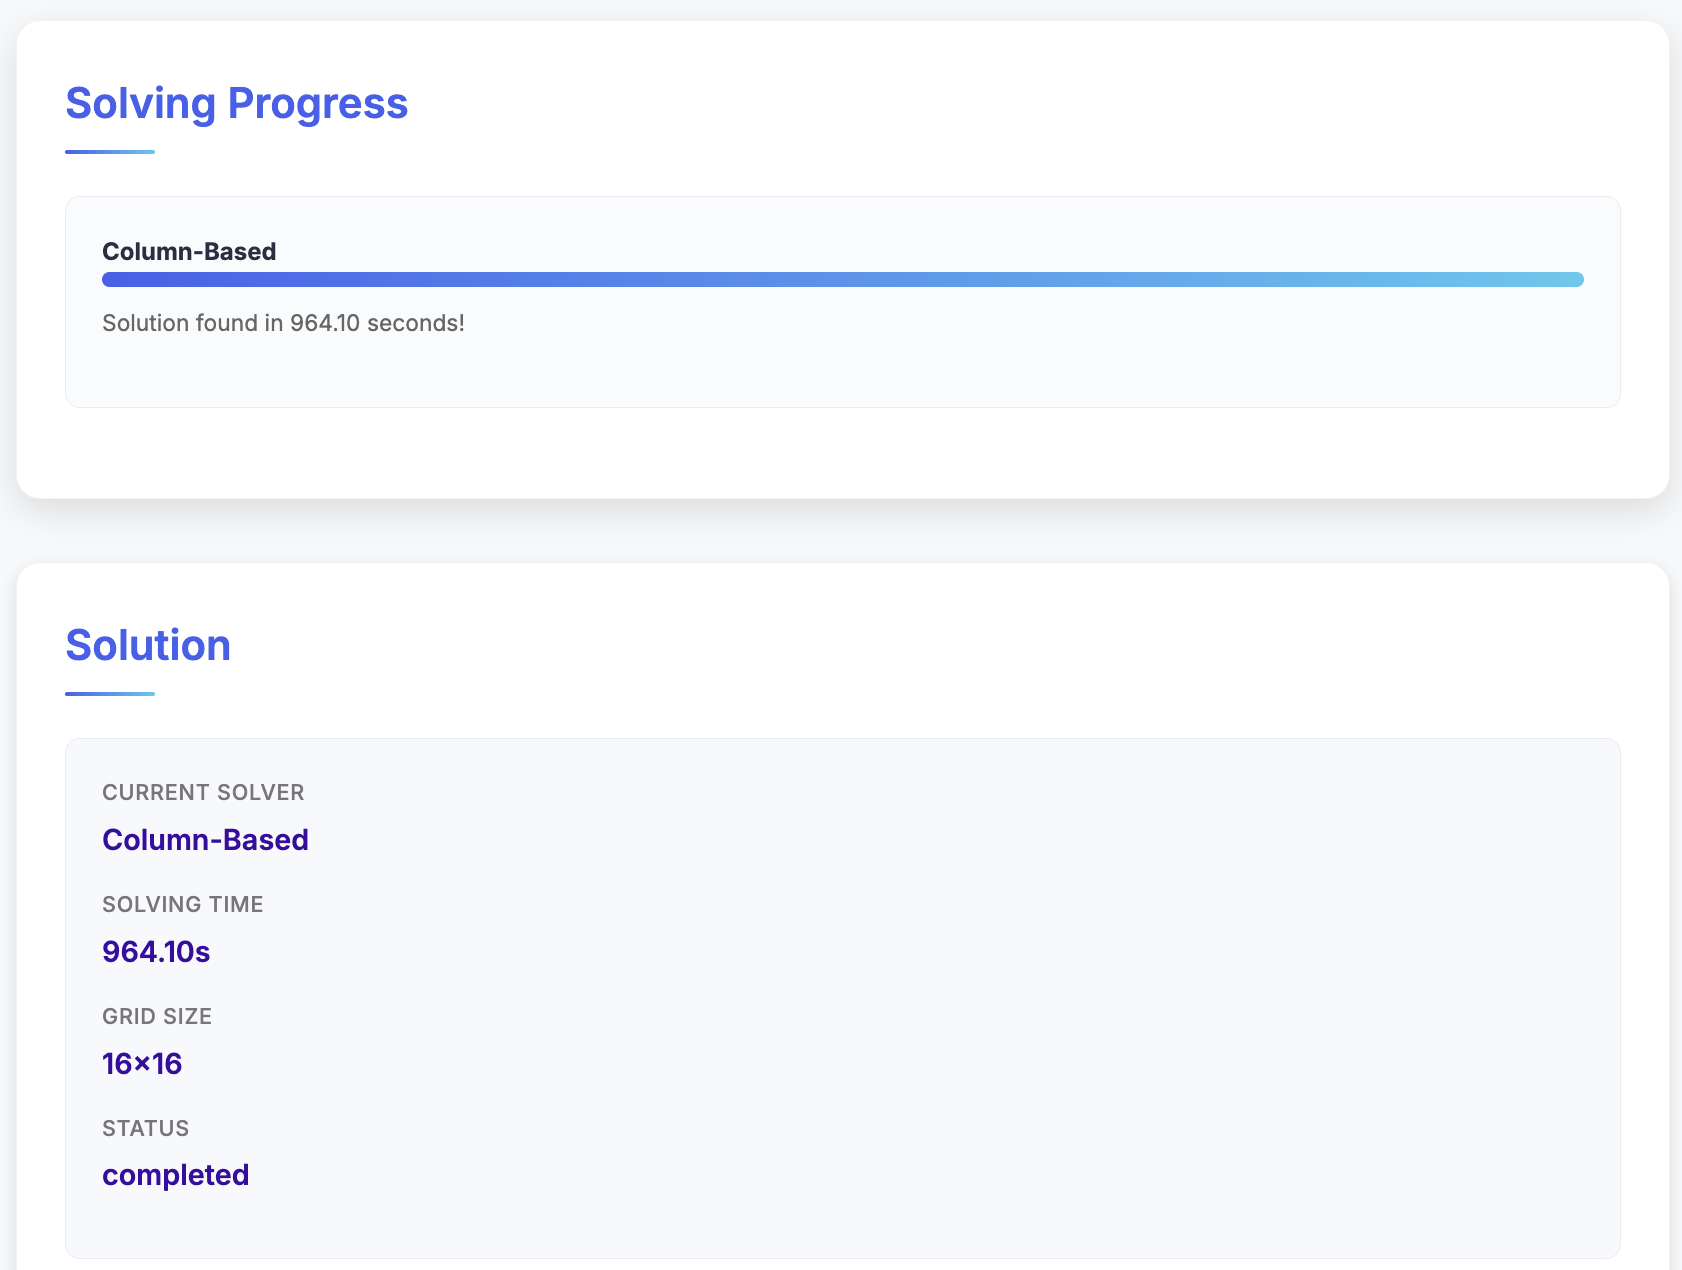 Solving Progress
Column-Based
Solution found in 964.10 seconds!
Solution
CURRENT SOLVER
Column-Based
SOLVING TIME
964.10s
GRID SIZE
16×16
STATUS
completed